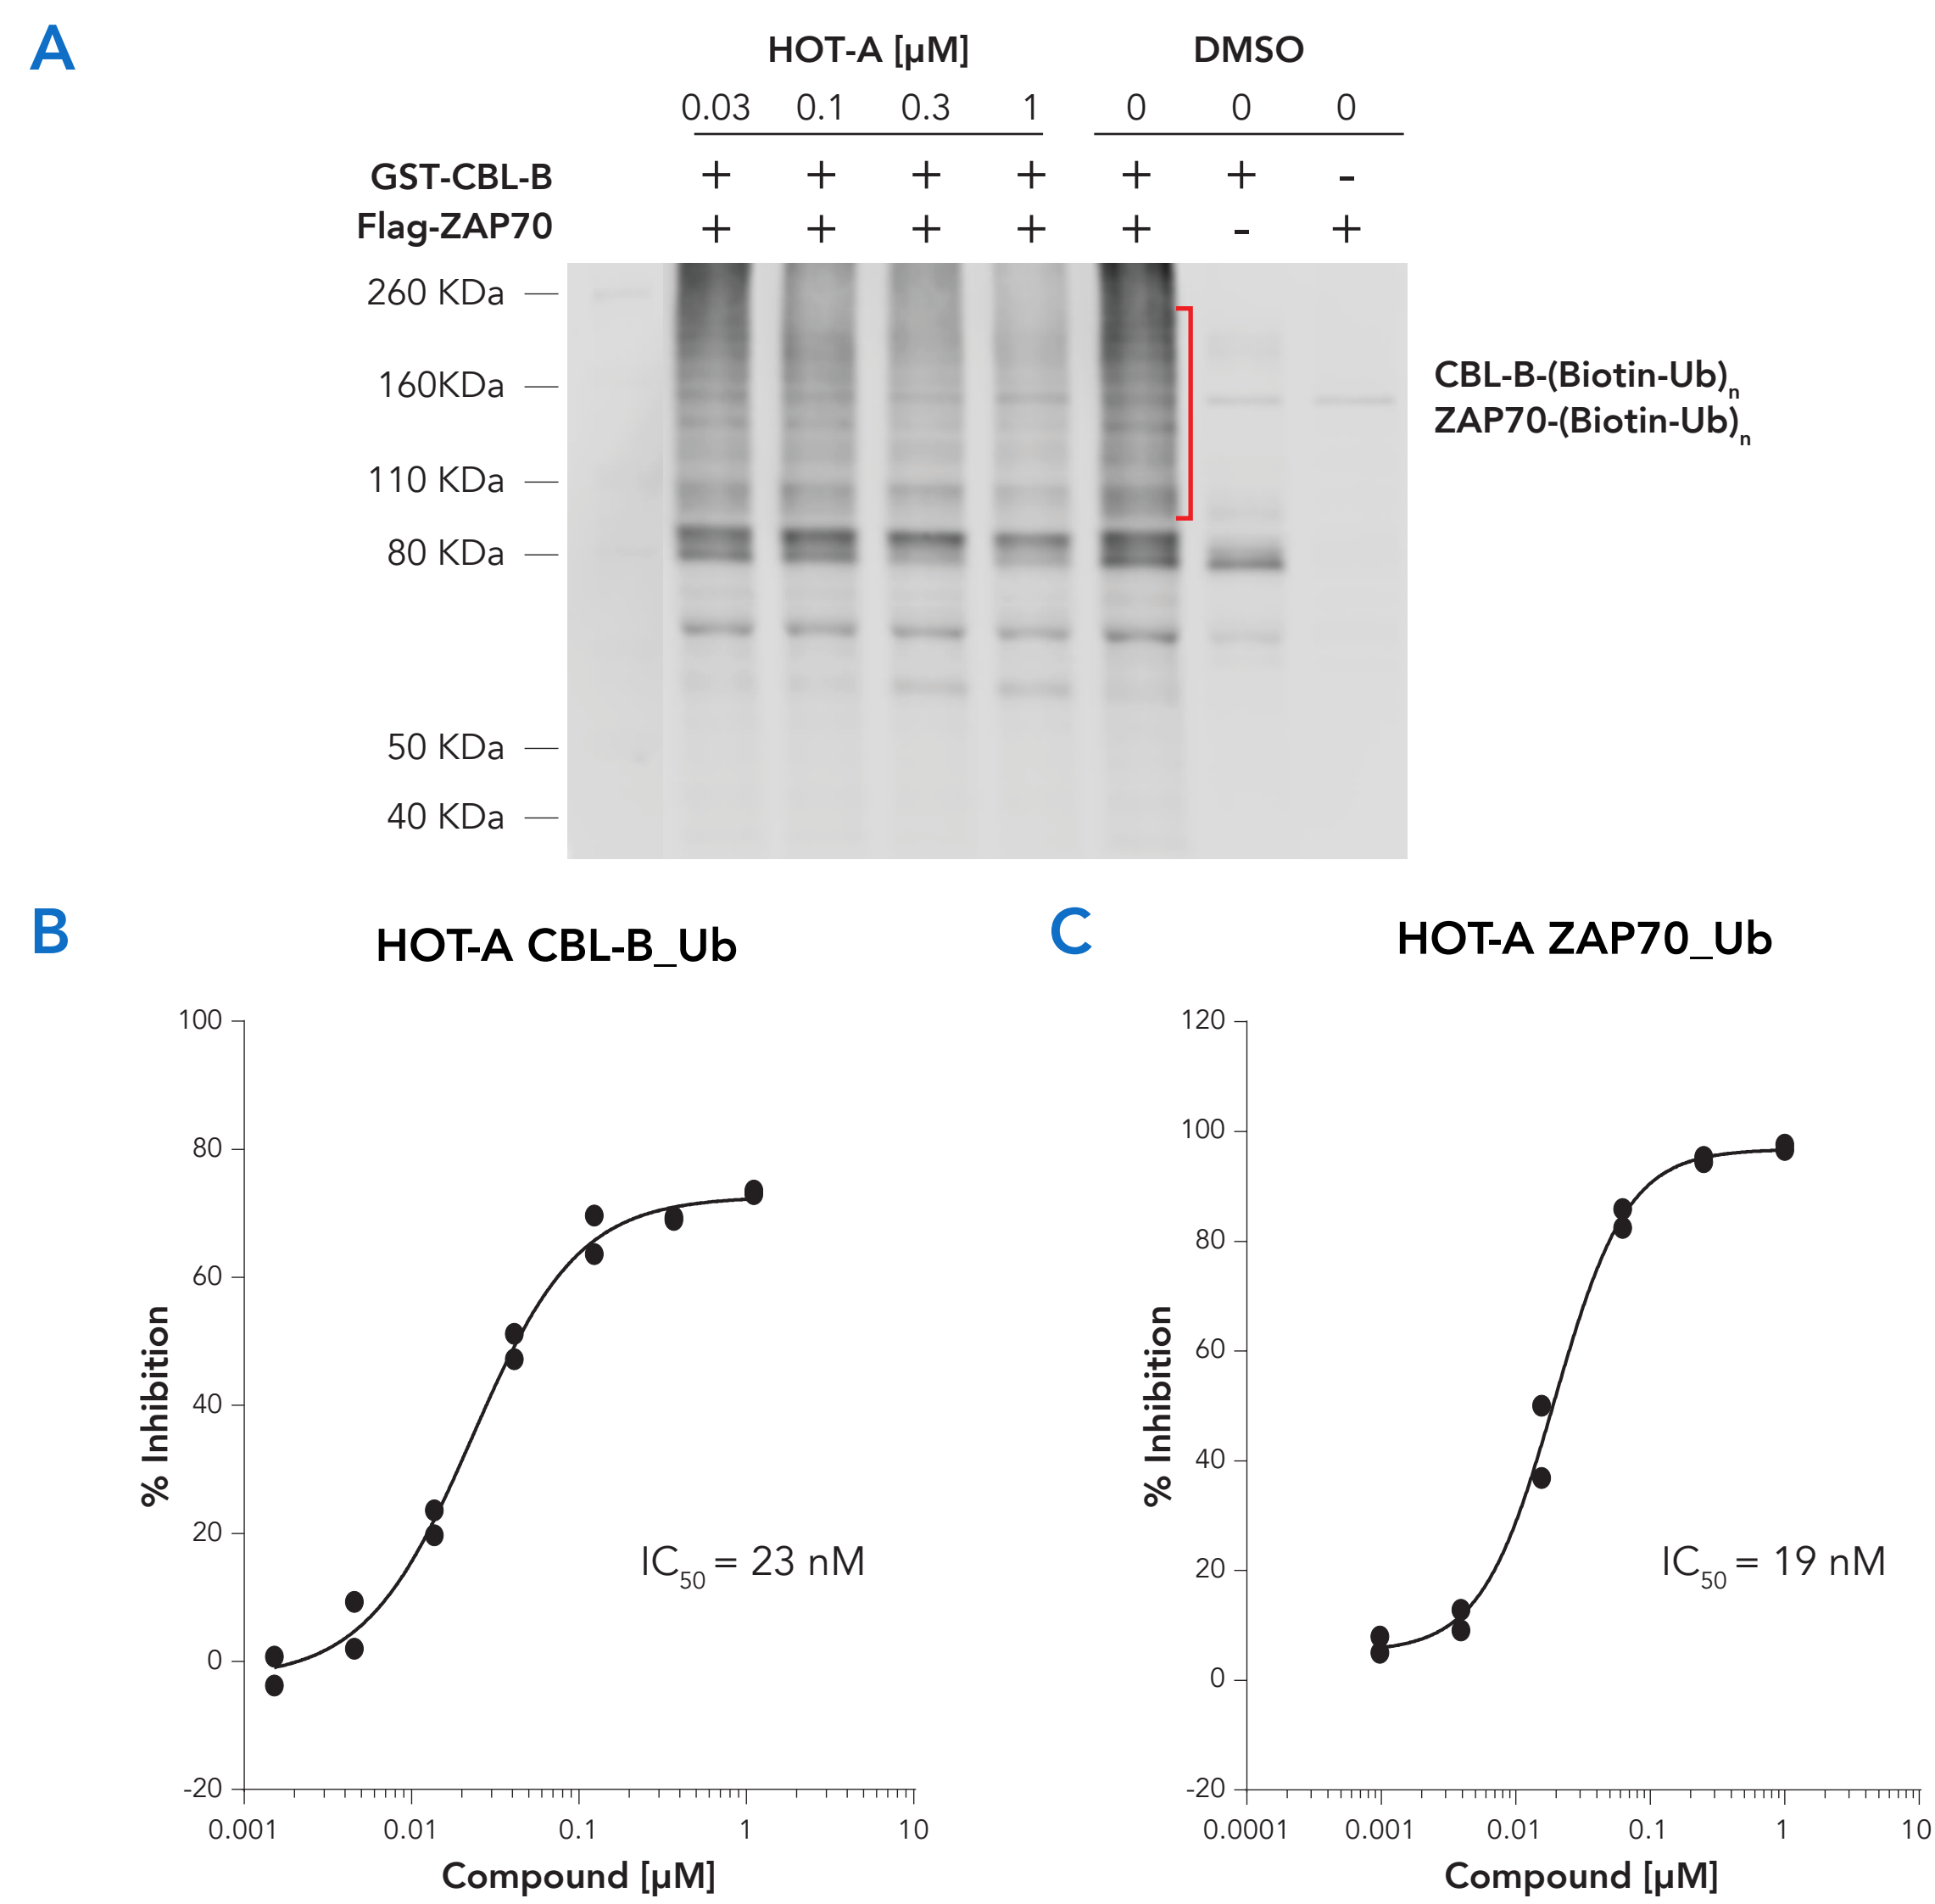 A
HOT-A [µM] DMSO
0.03 0.1 0.3 1 0 0 0
GST-CBL-B + + + + + + -
Flag-ZAP70 + + + + + - +
260 KDa
160KDa
110 KDa
80 KDa
50 KDa
40 KDa
CBL-B-(Biotin-Ub)n
ZAP70-(Biotin-Ub)n
B
HOT-A CBL-B_Ub
100
80
60
40
20
0
-20
% Inhibition
IC50 = 23 nM
0.001 0.01 0.1 1 10
Compound [µM]
C
HOT-A ZAP70_Ub
120
100
80
60
40
20
0
-20
% Inhibition
IC50 = 19 nM
0.0001 0.001 0.01 0.1 1 10
Compound [µM]